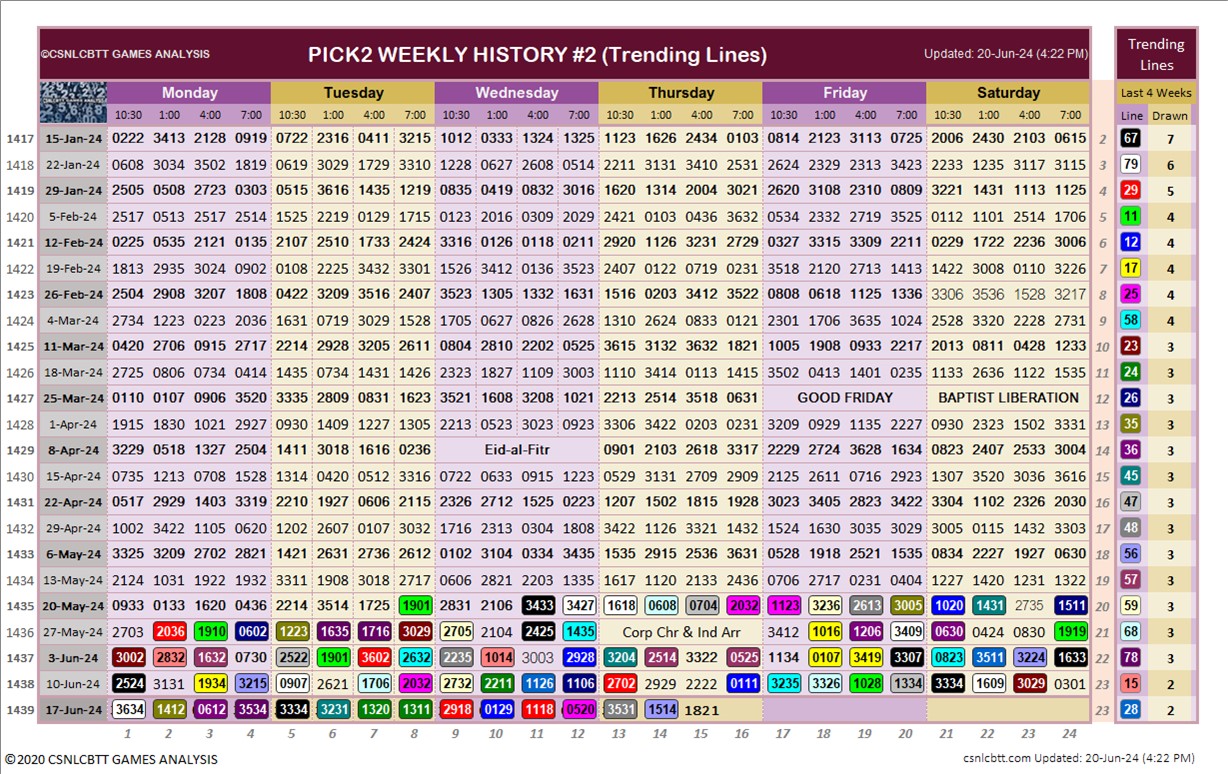 ©CSNLCBTT GAMES ANALYSIS PICK2 WEEKLY HISTORY #2 (Trending Lines) Updated: 20-Jun-24 (4:22 PM) Trending Lines
Monday Tuesday Wednesday Thursday Friday Saturday Last 4 Weeks
10:30 1:00 4:00 7:00 10:30 1:00 4:00 7:00 10:30 1:00 4:00 7:00 10:30 1:00 4:00 7:00 10:30 1:00 4:00 7:00 10:30 1:00 4:00 7:00 Line Drawn
1417 15-Jan-24 0222 3413 2128 0919 0722 2316 0411 3215 1012 0333 1324 1325 1123 1626 2434 0103 0814 2123 3113 0725 2006 2430 2103 0615 2 67 7
1418 22-Jan-24 0608 3034 3502 1819 0619 3029 1729 3310 1228 0627 2608 0514 2211 3131 3410 2531 2624 2329 2113 3423 2233 1235 3117 3115 3 79 6
1419 29-Jan-24 2505 0508 2723 0303 0515 3616 1435 1219 0835 0419 0832 3016 1620 1314 2004 3021 2620 3108 2310 0809 3221 1431 1113 1125 4 29 5
1420 5-Feb-24 2517 0513 2517 2514 1525 2219 0129 1715 0123 2016 0309 2029 2421 0103 0436 3632 0534 2332 2719 3525 0112 1101 2514 1706 5 11 4
1421 12-Feb-24 0225 0535 2121 0135 2107 2510 1733 2424 3316 0126 0118 0211 2920 1126 3231 2729 0327 3315 3309 2211 0229 1722 2236 3006 6 12 4
1422 19-Feb-24 1813 2935 3024 0902 0108 2225 3432 3301 1526 3412 0136 3523 2407 0122 0719 0231 3518 2120 2713 1413 1422 3008 0110 3226 7 17 4
1423 26-Feb-24 2504 2908 3207 1808 0422 3209 3516 2407 3523 1305 1332 1631 1516 0203 3412 3522 0808 0618 1125 1336 3306 3536 1528 3217 8 25 4
1424 4-Mar-24 2734 1223 0223 2036 1631 0719 3029 1528 1705 0627 0826 2628 1310 2624 0833 0121 2301 1706 3635 1024 2528 3320 2228 2731 9 58 4
1425 11-Mar-24 0420 2706 0915 2717 2214 2928 3205 2611 0804 2810 2202 0525 3615 3132 3632 1821 1005 1908 0933 2217 2013 0811 0428 1233 10 23 3
1426 18-Mar-24 2725 0806 0734 0414 1435 0734 1431 1426 2323 1827 1109 3003 1110 3414 0113 1415 3502 0413 1401 0235 1133 2636 1122 1535 11 24 3
1427 25-Mar-24 0110 0107 0906 3520 3335 2809 0831 1623 3521 1608 3208 1021 2213 2514 3518 0631 GOOD FRIDAY BAPTIST LIBERATION 12 26 3
1428 1-Apr-24 1915 1830 1021 2927 0930 1409 1227 1305 2213 0523 3023 0923 3306 3422 0203 0231 3209 0929 1135 2227 0930 2323 1502 3331 13 35 3
1429 8-Apr-24 3229 0518 1327 2504 1411 3018 1616 0236 Eid-al-Fitr 0901 2103 2618 3317 2229 2724 3628 1634 0823 2407 2533 3004 14 36 3
1430 15-Apr-24 0735 1213 0708 1528 1314 0420 0512 3314 0722 0633 0915 1223 0529 3131 2709 2909 2125 2611 0716 2923 1307 3520 3036 3616 15 45 3
1431 22-Apr-24 0517 2929 1403 3319 2210 1927 0606 2115 2326 2712 1525 0223 1207 1502 1815 1928 3023 3405 2823 3422 3304 1102 2326 2030 16 47 3
1432 29-Apr-24 1002 3422 1105 0620 1202 2607 0107 3032 1716 2313 0304 1808 3422 1126 3321 1432 1524 1630 3035 3029 3005 0115 1432 3303 17 48 3
1433 6-May-24 3325 3209 2702 2821 1421 2631 2736 2612 0102 3104 0334 3435 1535 2915 2536 3631 0528 1918 2521 1535 0834 2227 1927 0630 18 56 3
1434 13-May-24 2124 1031 1922 1932 3311 1908 3018 2717 0606 2821 2203 1335 1617 1120 2133 2436 0706 2717 0231 0404 1227 1420 1231 1322 19 57 3
1435 20-May-24 0933 0133 1620 0436 2214 3514 1725 1901 2831 2106 3433 3427 1618 0608 0704 2032 1123 3236 2613 3005 1020 1431 2735 1511 20 59 3
1436 27-May-24 2703 2036 1910 0602 1223 1635 1716 3029 2705 2104 2425 1435 Corp Chr & Ind Arr 3412 1016 1206 3409 0630 0424 0830 1919 21 68 3
1437 3-Jun-24 3002 2832 1632 0730 2522 1901 3602 2632 2235 1014 3003 2928 3204 2514 3322 0525 1134 0107 3419 3307 0823 3511 3224 1633 22 78 3
1438 10-Jun-24 2524 3131 1934 3215 0907 2621 1706 2032 2732 2211 1126 1106 2702 2929 2222 0111 3235 3326 1028 1334 3334 1609 3029 0301 23 15 2
1439 17-Jun-24 3634 1412 0612 3534 3334 3231 1320 1311 2918 0129 1118 0520 3531 1514 1821 23 28 2
1 2 3 4 5 6 7 8 9 10 11 12 13 14 15 16 17 18 19 20 21 22 23 24
©2020 CSNLCBTT GAMES ANALYSIS csnlcbtt.com Updated: 20-Jun-24 (4:22 PM)